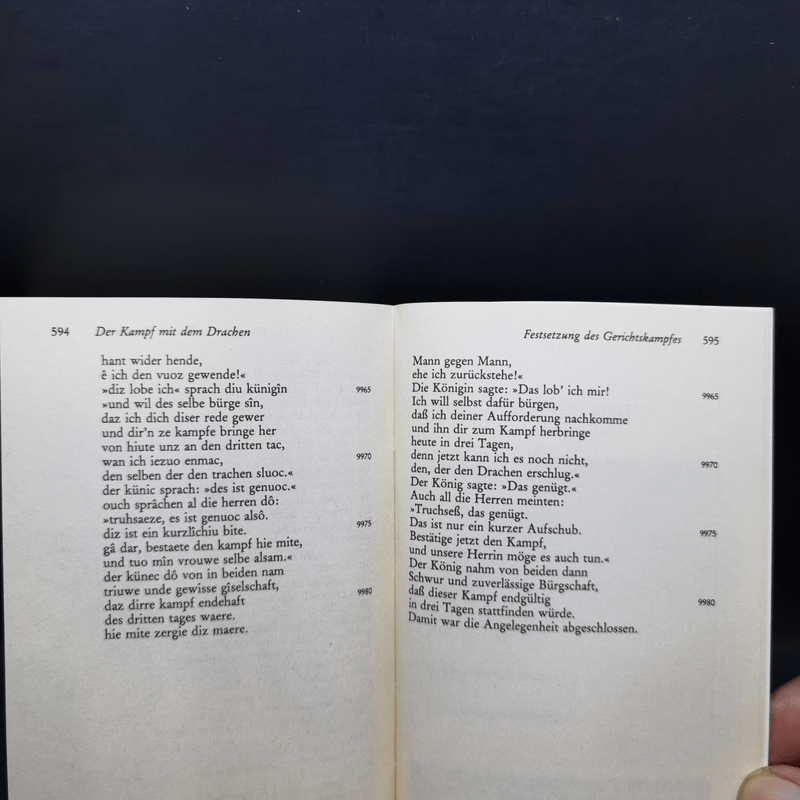 594 Der Kampf mit dem Drachen
hant wider hende,
ê ich den vuoz gewende!«
»diz lobe ich« sprach diu künigîn 9965
»und wil des selbe bürge sîn,
daz ich dich diser rede gewer
und dir'n ze kampfe bringe her
von hiute unz an den dritten tac,
wan ich iezuo enmac, 9970
den selben der den trachen sluoc.«
der künic sprach: »des ist genuoc.«
ouch sprâchen al die herren dô:
»truhsaeze, es ist genuoc alsô.
diz ist ein kurzlîchiu bite. 9975
gâ dar, bestaete den kampf hie mite,
und tuo mîn vrouwe selbe alsam.«
der künec dô von in beiden nam
triuwe unde gewisse gîselschaft,
daz dirre kampf endehaft 9980
des dritten tages waere.
hie mite zergie diz maere.
Festsetzung des Gerichtskampfes 595
Mann gegen Mann,
ehe ich zurückstehe!«
Die Königin sagte: »Das lob' ich mir!
Ich will selbst dafür bürgen, 9965
daß ich deiner Aufforderung nachkomme
und ihn dir zum Kampf herbringe
heute in drei Tagen,
denn jetzt kann ich es noch nicht,
den, der den Drachen erschlug.« 9970
Der König sagte: »Das genügt.«
Auch all die Herren meinten:
»Truchseß, das genügt.
Das ist nur ein kurzer Aufschub.
Bestätige jetzt den Kampf, 9975
und unsere Herrin möge es auch tun.«
Der König nahm von beiden dann
Schwur und zuverlässige Bürgschaft,
daß dieser Kampf endgültig
in drei Tagen stattfinden würde. 9980
Damit war die Angelegenheit abgeschlossen.